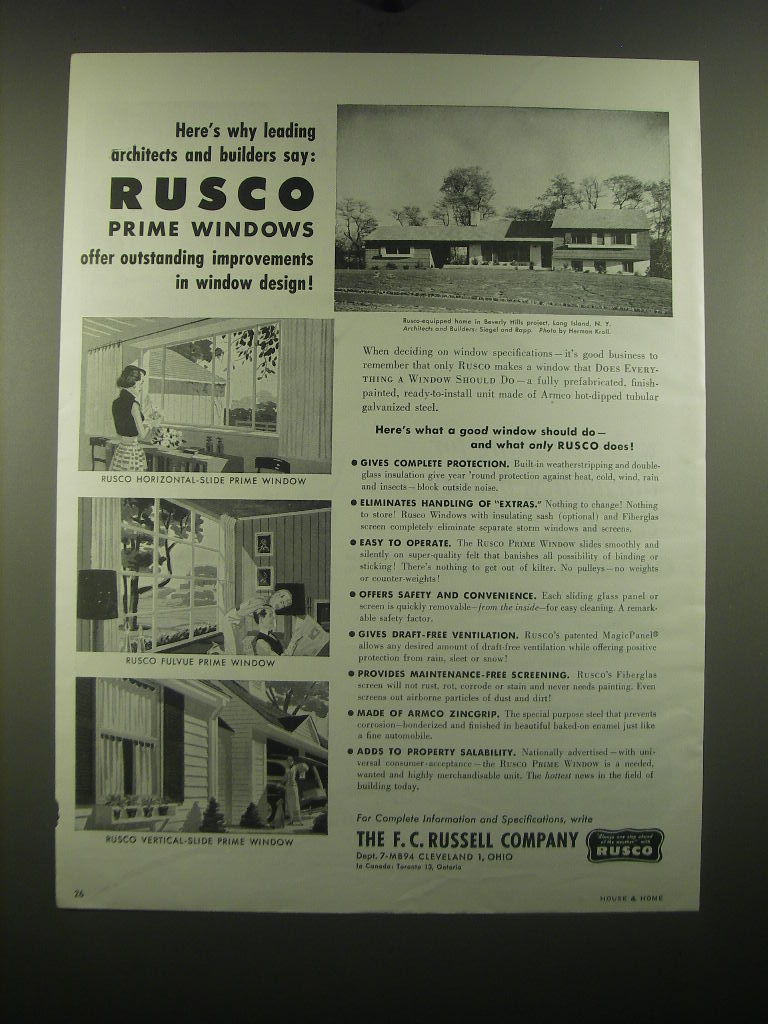 Here's why leading
architects and builders say:
RUSCO
PRIME WINDOWS
offer outstanding improvements
in window design!
Rusco-equipped home in Beverly Hills project, Long Island, N. Y.
Architects and Builders: Siegel and Rapp. Photo by Herman Kroll.
RUSCO HORIZONTAL-SLIDE PRIME WINDOW
RUSCO FULVUE PRIME WINDOW
RUSCO VERTICAL-SLIDE PRIME WINDOW
When deciding on window specifications—it's good business to
remember that only RUSCO makes a window that DOES EVERY-
THING A WINDOW SHOULD DO—a fully prefabricated, finish-
painted, ready-to-install unit made of Armco hot-dipped tubular
galvanized steel.
Here's what a good window should do—
and what only RUSCO does!
● GIVES COMPLETE PROTECTION. Built-in weatherstripping and double-
glass insulation give year 'round protection against heat, cold, wind, rain
and insects—block outside noise.
● ELIMINATES HANDLING OF "EXTRAS." Nothing to change! Nothing
to store! Rusco Windows with insulating sash (optional) and Fiberglas
screen completely eliminate separate storm windows and screens.
● EASY TO OPERATE. The RUSCO PRIME WINDOW slides smoothly and
silently on super-quality felt that banishes all possibility of binding or
sticking! There's nothing to get out of kilter. No pulleys—no weights
or counter-weights!
● OFFERS SAFETY AND CONVENIENCE. Each sliding glass panel or
screen is quickly removable—from the inside—for easy cleaning. A remark-
able safety factor.
● GIVES DRAFT-FREE VENTILATION. RUSCO'S patented MagicPanel®
allows any desired amount of draft-free ventilation while offering positive
protection from rain, sleet or snow!
● PROVIDES MAINTENANCE-FREE SCREENING. RUSCO'S Fiberglas
screen will not rust, rot, corrode or stain and never needs painting. Even
screens out airborne particles of dust and dirt!
● MADE OF ARMCO ZINCGRIP. The special purpose steel that prevents
corrosion—bonderized and finished in beautiful baked-on enamel just like
a fine automobile.
● ADDS TO PROPERTY SALABILITY. Nationally advertised—with uni-
versal consumer-acceptance—the RUSCO PRIME WINDOW is a needed,
wanted and highly merchandisable unit. The hottest news in the field of
building today.
For Complete Information and Specifications, write
THE F. C. RUSSELL COMPANY
Dept. 7-MB94 CLEVELAND 1, OHIO
In Canada: Toronto 13, Ontario
"Always one step ahead
of the weather" with
RUSCO
26
HOUSE & HOME